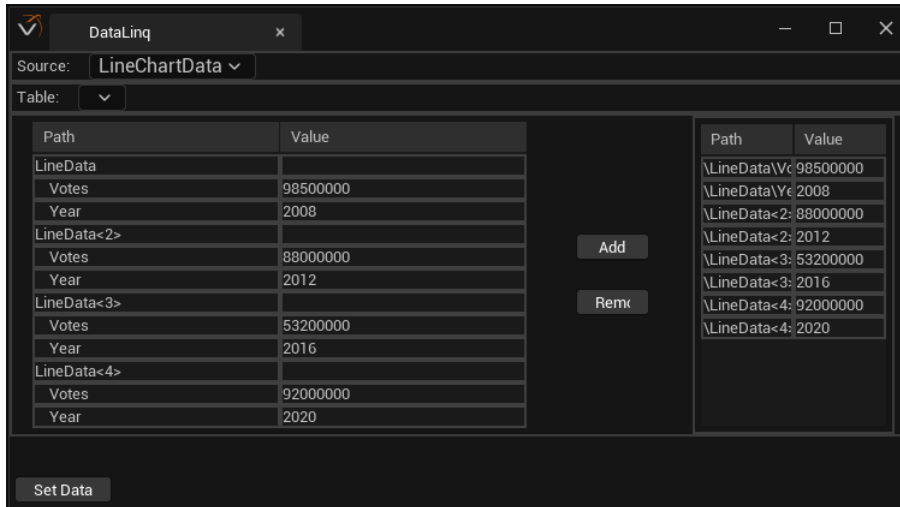 DataLinq
Source: LineChartData
Table:
Path Value
LineData
Votes 98500000
Year 2008
LineData<2>
Votes 88000000
Year 2012
LineData<3>
Votes 53200000
Year 2016
LineData<4>
Votes 92000000
Year 2020
Add
Remo
Path Value
\LineData\Vo 98500000
\LineData\Ye 2008
\LineData<2> 88000000
\LineData<2> 2012
\LineData<3> 53200000
\LineData<3> 2016
\LineData<4> 92000000
\LineData<4> 2020
Set Data